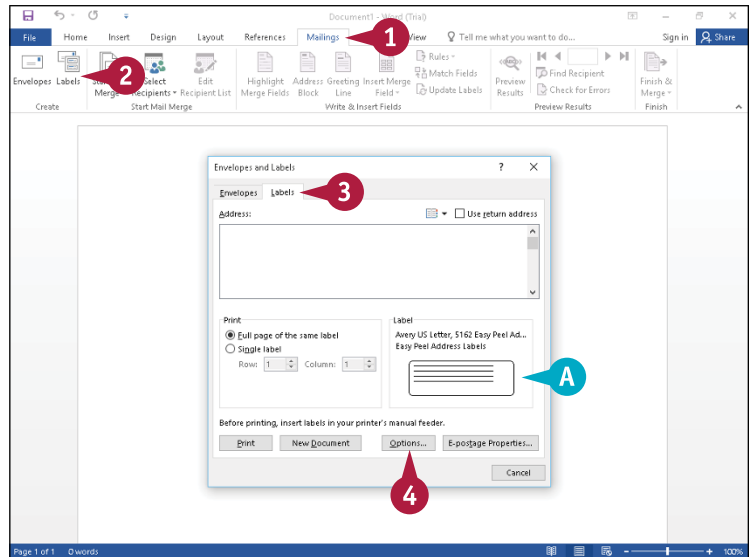 Document1 - Word (Trial)
File Home Insert Design Layout References Mailings View Tell me what you want to do... Sign in Share
1
Envelopes Labels
2
Merge Select Recipients Edit Recipient List
Highlight Merge Fields Address Block Greeting Line Insert Merge Field
Rules
Match Fields
Update Labels
Preview Results
Find Recipient
Check for Errors
Finish & Merge
Create Start Mail Merge Write & Insert Fields Preview Results Finish
Envelopes and Labels ?
Envelopes Labels
3
Address: Use return address
Print
Full page of the same label
Single label
Row: 1 Column: 1
Label
Avery US Letter, 5162 Easy Peel Ad...
Easy Peel Address Labels
A
Before printing, insert labels in your printer's manual feeder.
Print New Document Options... E-postage Properties...
Cancel
4
Page 1 of 1 0 words 100%